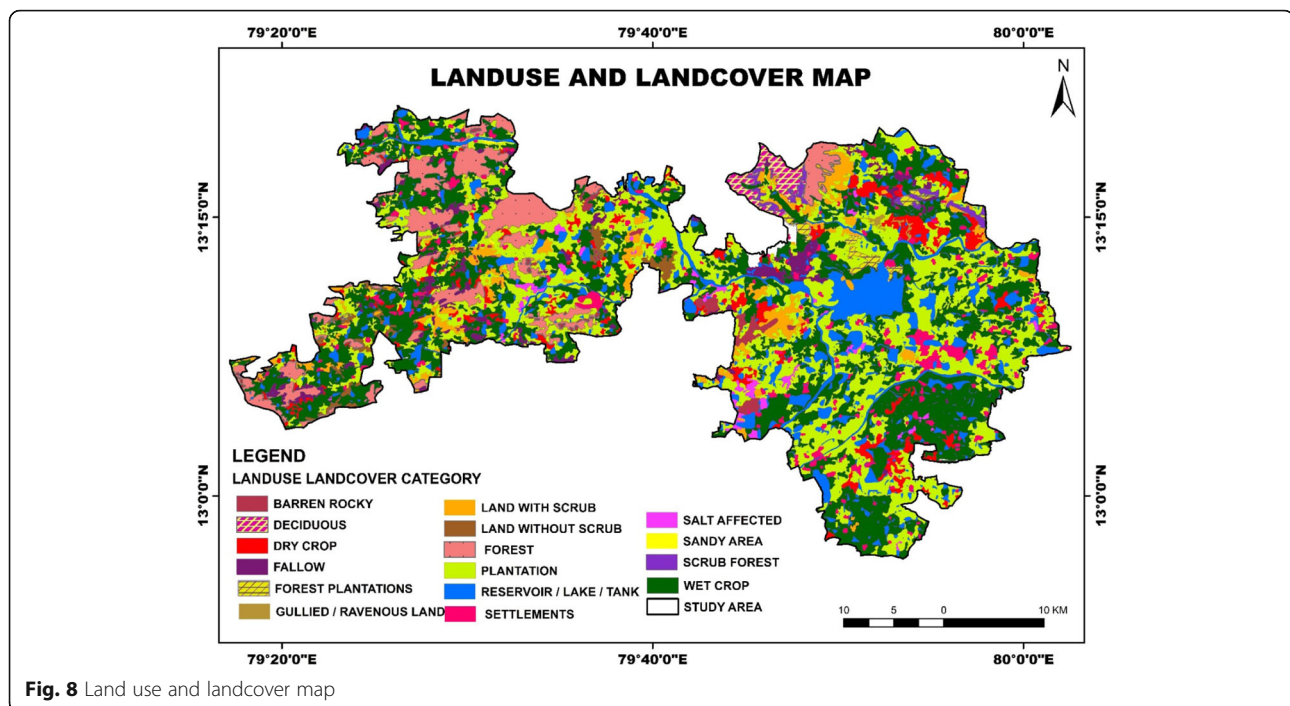 79°20'0"E 79°40'0"E 80°0'0"E
LANDUSE AND LANDCOVER MAP
N
13°15'0"N 13°15'0"N
13°0'0"N 13°0'0"N
LEGEND
LANDUSE LANDCOVER CATEGORY
BARREN ROCKY
DECIDUOUS
DRY CROP
FALLOW
FOREST PLANTATIONS
GULLIED / RAVENOUS LAND
LAND WITH SCRUB
LAND WITHOUT SCRUB
FOREST
PLANTATION
RESERVOIR / LAKE / TANK
SETTLEMENTS
SALT AFFECTED
SANDY AREA
SCRUB FOREST
WET CROP
STUDY AREA
10 5 0 10 KM
79°20'0"E 79°40'0"E 80°0'0"E
Fig. 8 Land use and landcover map